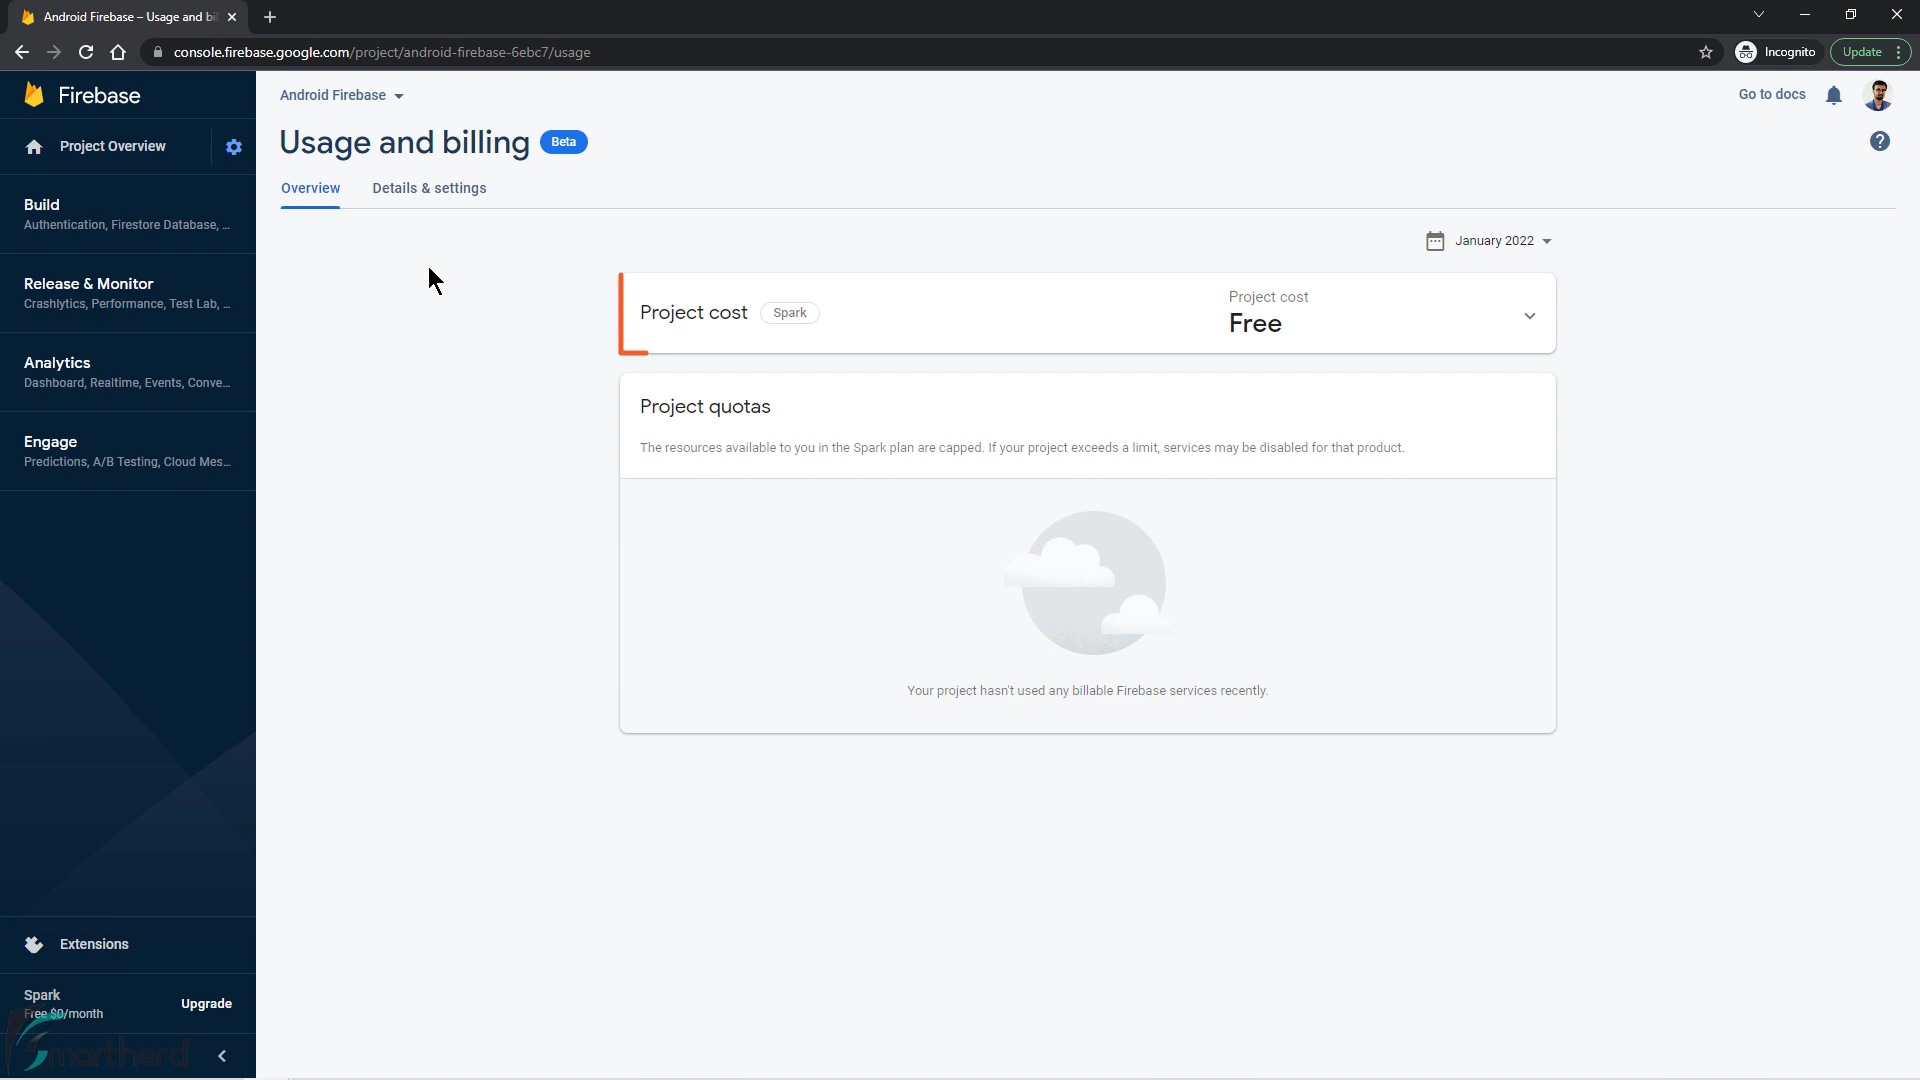 Android Firebase – Usage and bil
console.firebase.google.com/project/android-firebase-6ebc7/usage
Incognito
Update
Firebase
Android Firebase
Go to docs
Usage and billing
Beta
Project Overview
Overview
Details & settings
Build
Authentication, Firestore Database, ...
January 2022
Release & Monitor
Crashlytics, Performance, Test Lab, ...
Project cost
Spark
Project cost
Free
Analytics
Dashboard, Realtime, Events, Conve...
Project quotas
The resources available to you in the Spark plan are capped. If your project exceeds a limit, services may be disabled for that product.
Engage
Predictions, A/B Testing, Cloud Mes...
Your project hasn't used any billable Firebase services recently.
Extensions
Spark
Free $0/month
Upgrade
Smartherd